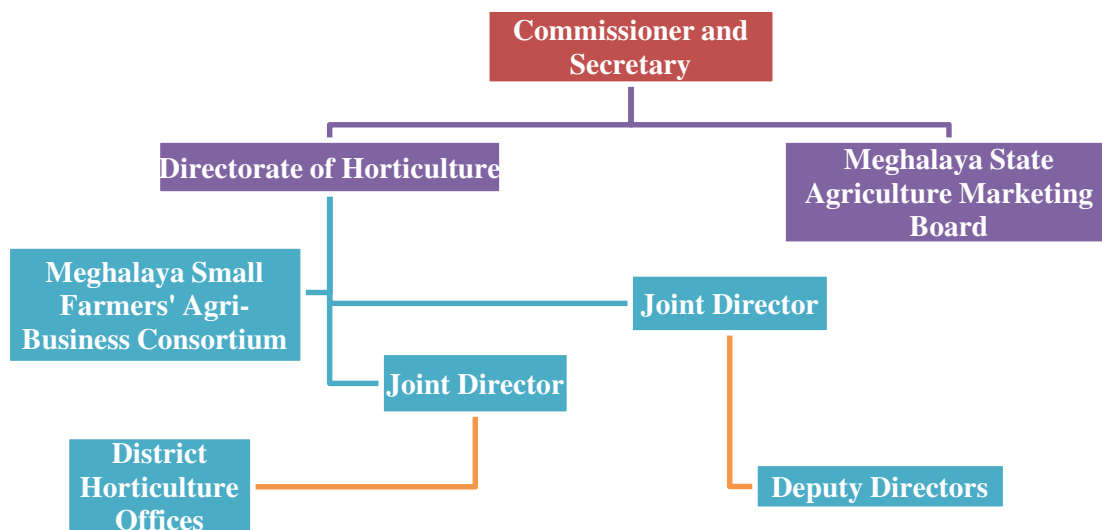 Commissioner and
Secretary
Directorate of Horticulture
Meghalaya State
Agriculture Marketing
Board
Meghalaya Small
Farmers' Agri-
Business Consortium
Joint Director
Joint Director
District
Horticulture
Offices
Deputy Directors